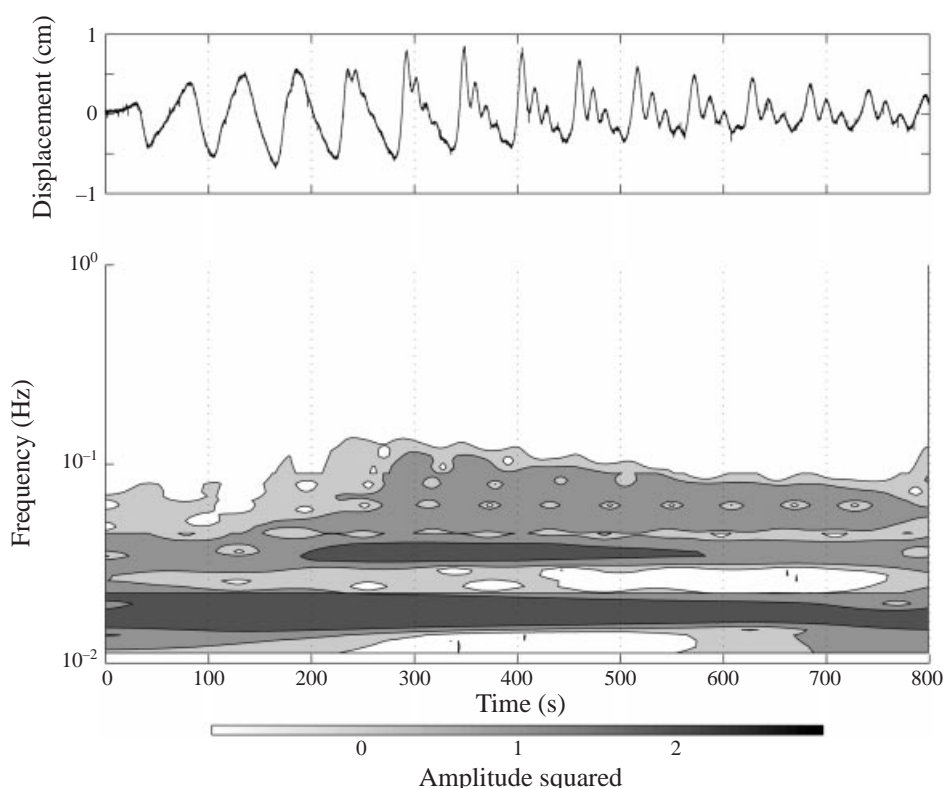 Displacement (cm)
1
0
–1
Frequency (Hz)
10⁰
10⁻¹
10⁻²
0 100 200 300 400 500 600 700 800
Time (s)
0 1 2
Amplitude squared